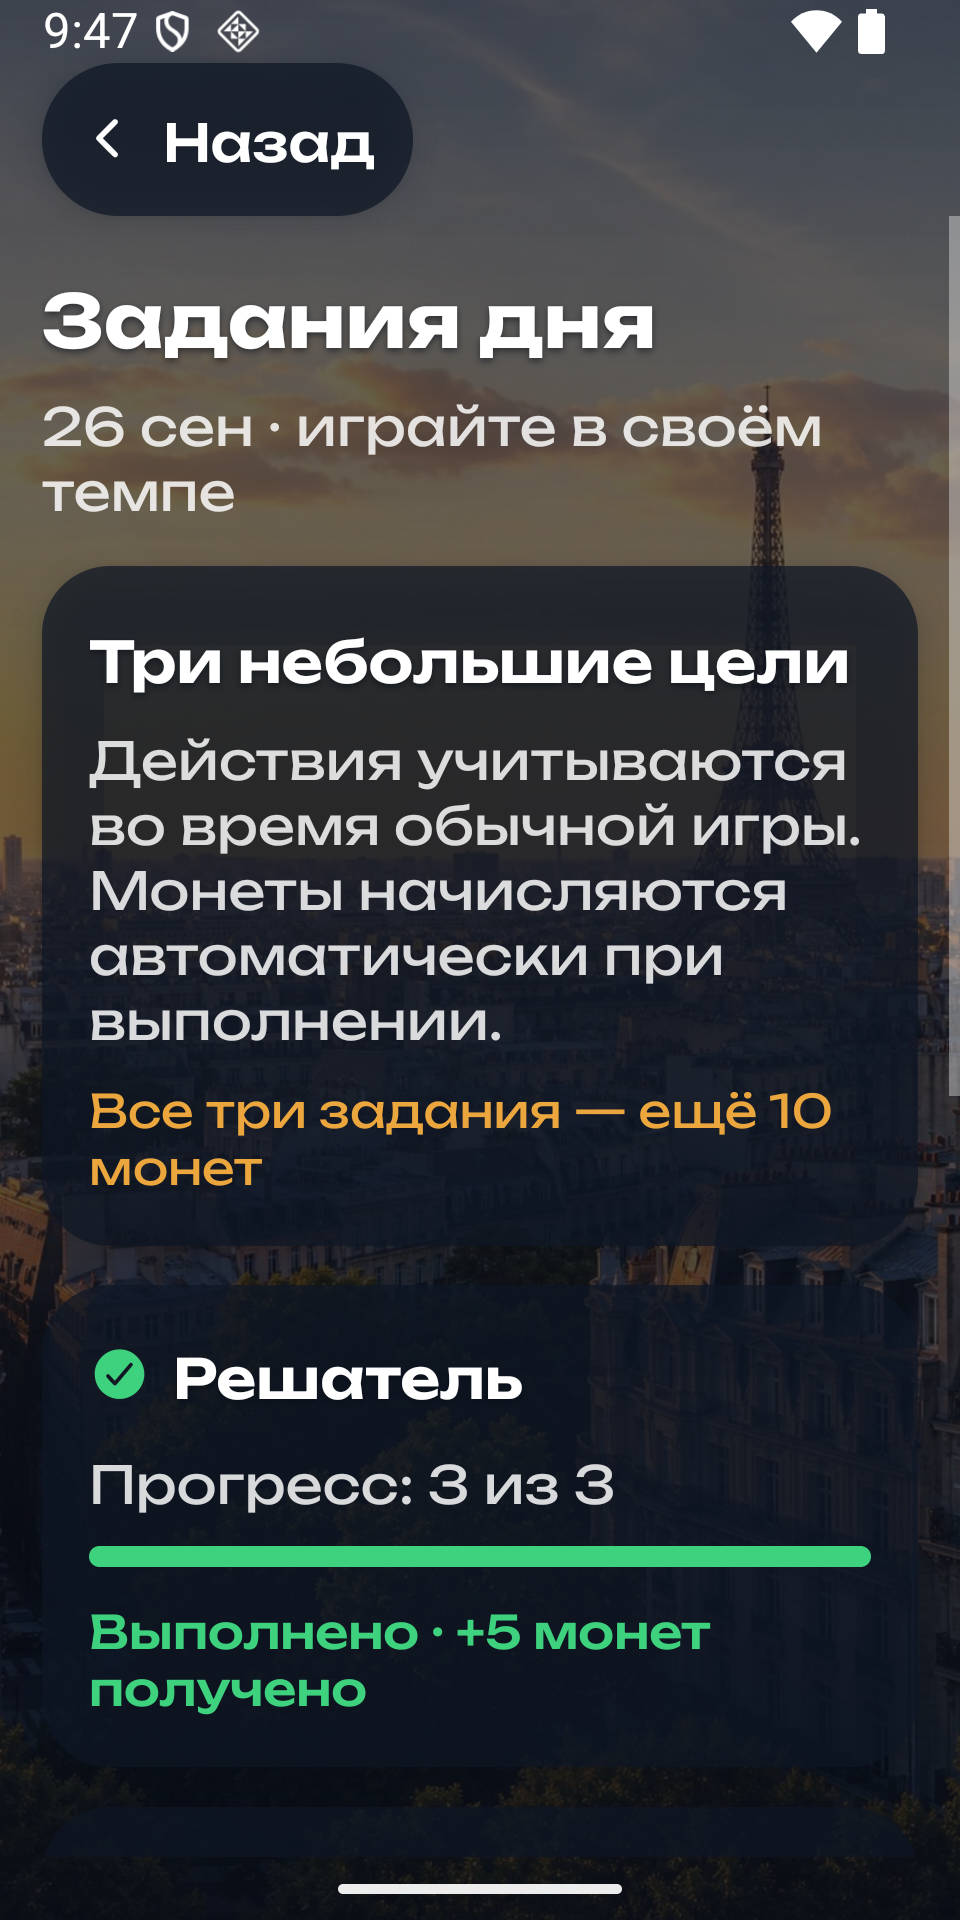 9:47
Назад
Задания дня
26 сен · играйте в своём
темпе
Три небольшие цели
Действия учитываются
во время обычной игры.
Монеты начисляются
автоматически при
выполнении.
Все три задания — ещё 10
монет
Решатель
Прогресс: 3 из 3
Выполнено · +5 монет
получено